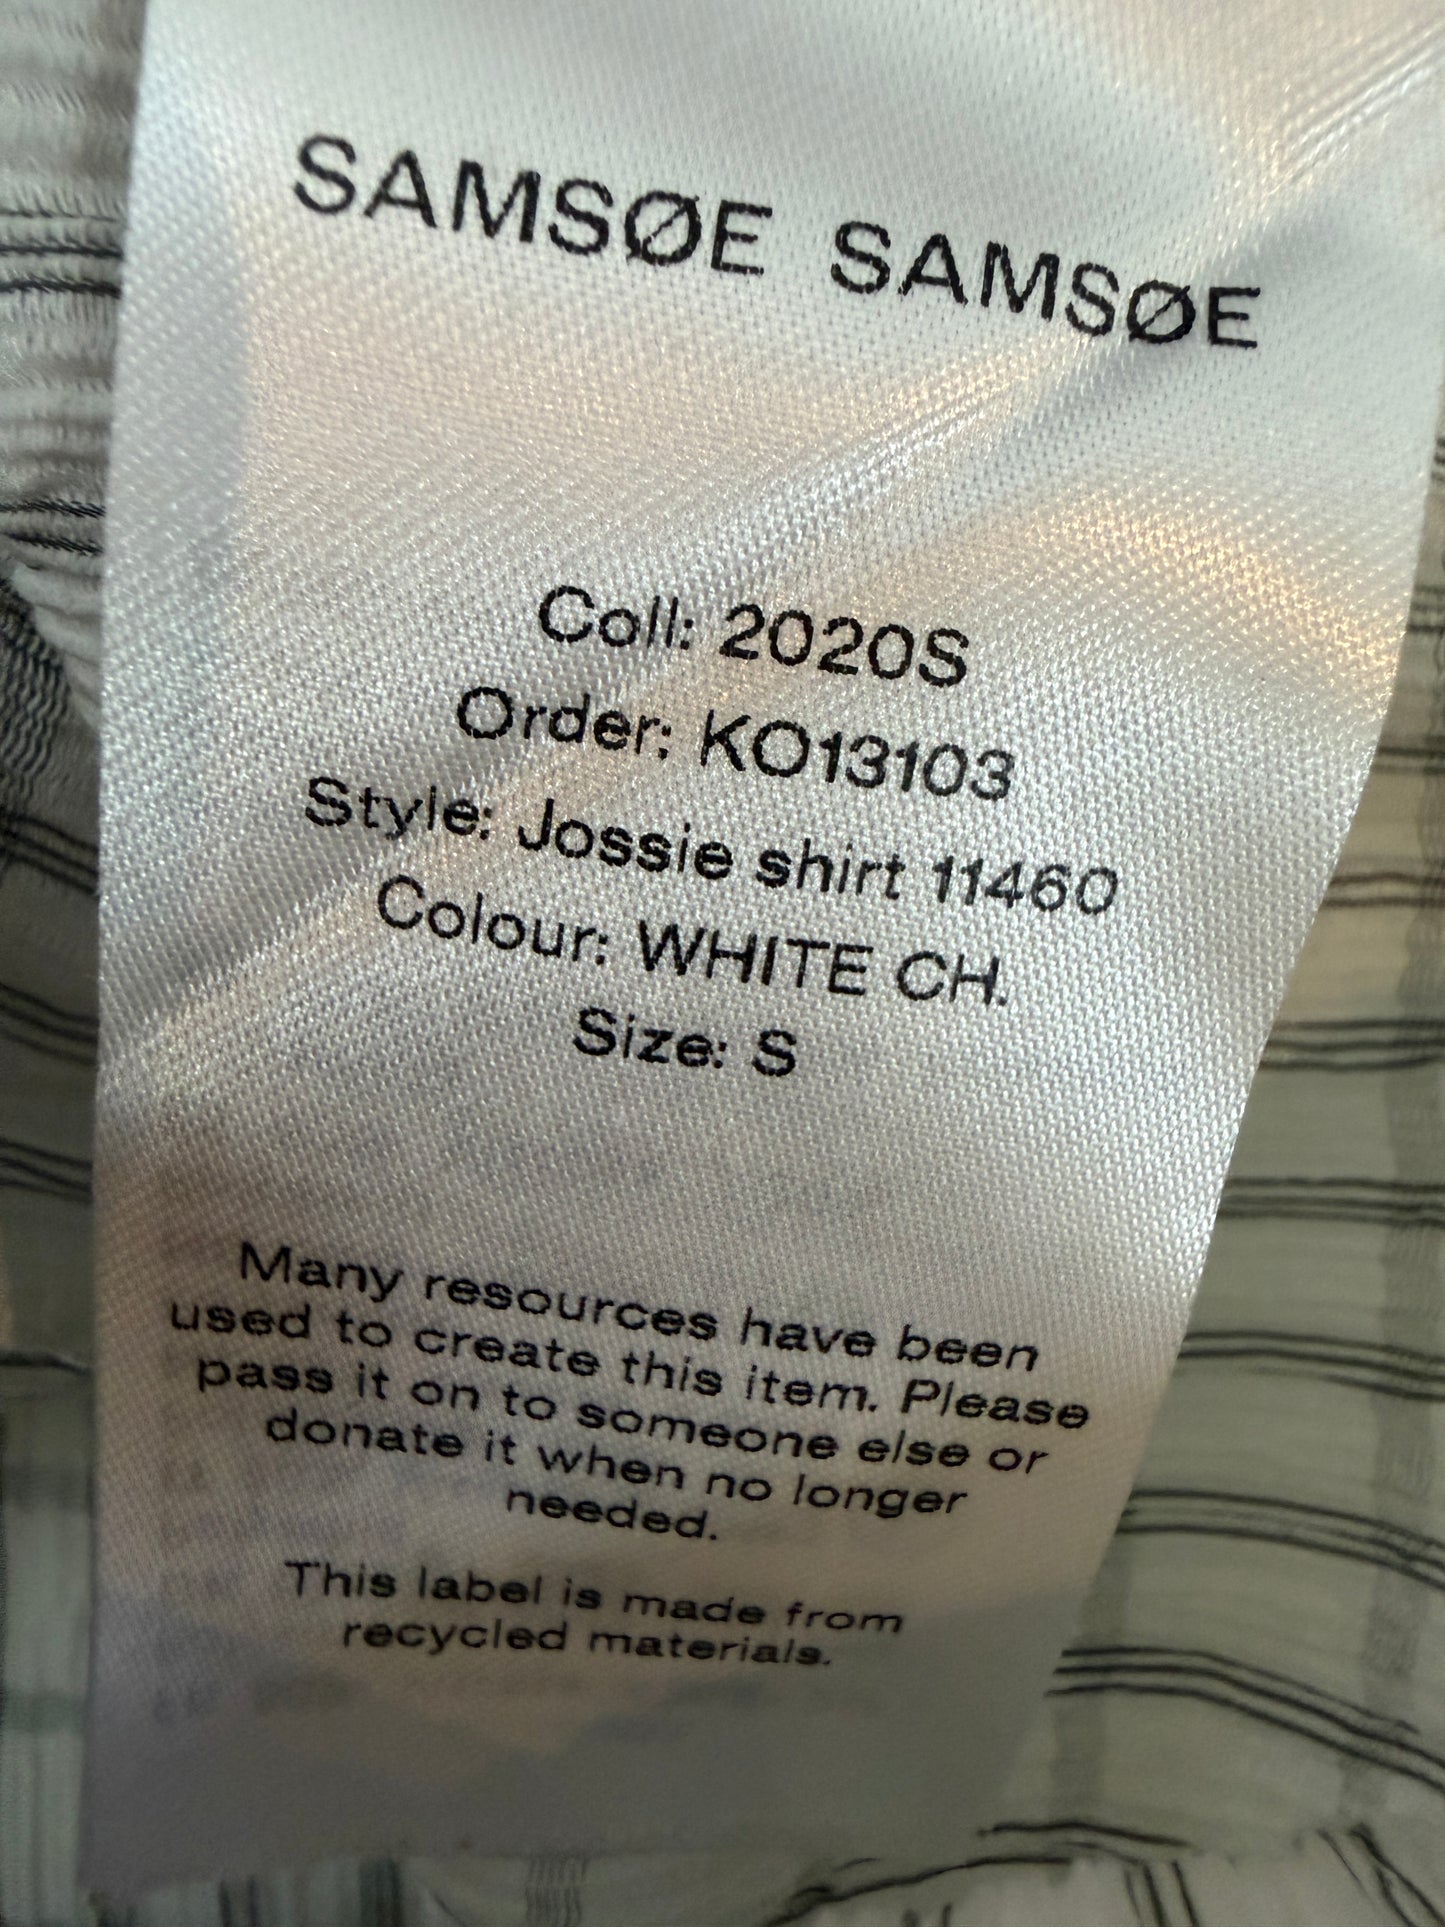 SAMSØE SAMSØE
Coll: 2020S
Order: KO13103
Style: Jossie shirt 11460
Colour: WHITE CH.
Size: S
Many resources have been
used to create this item. Please
pass it on to someone else or
donate it when no longer
needed.
This label is made from
recycled materials.